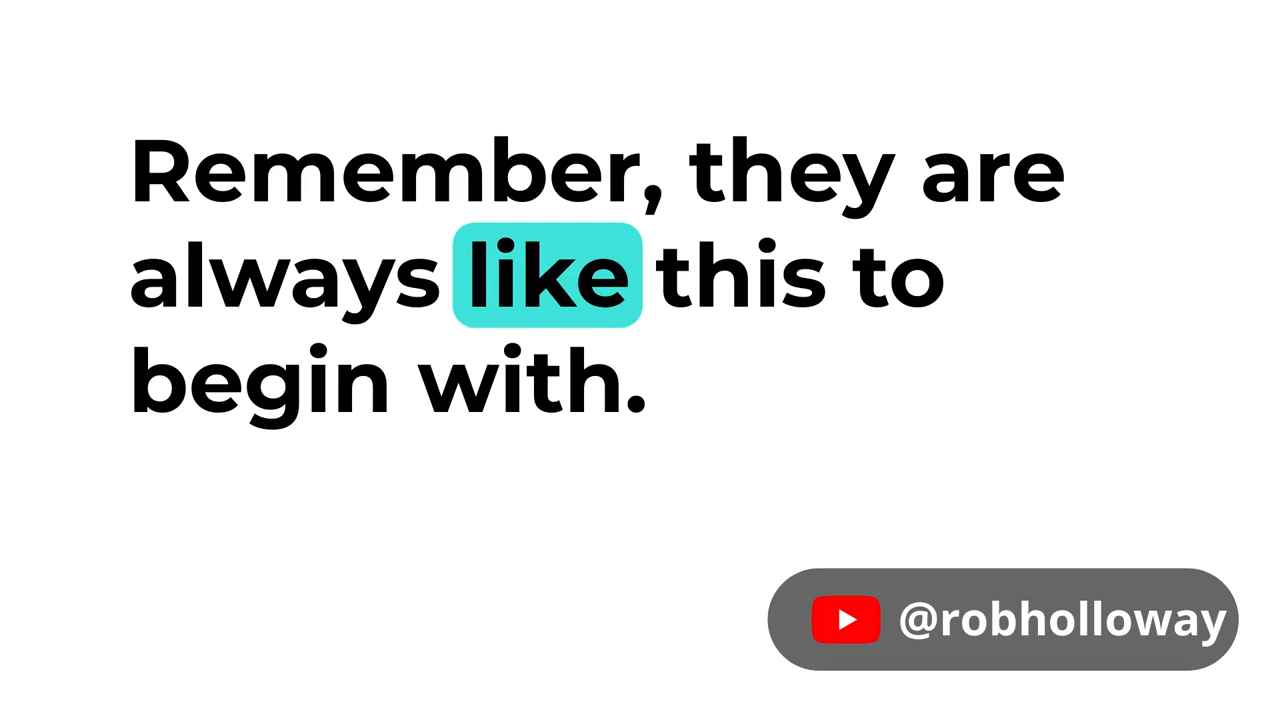 Remember, they are
always like this to
begin with.
@robholloway